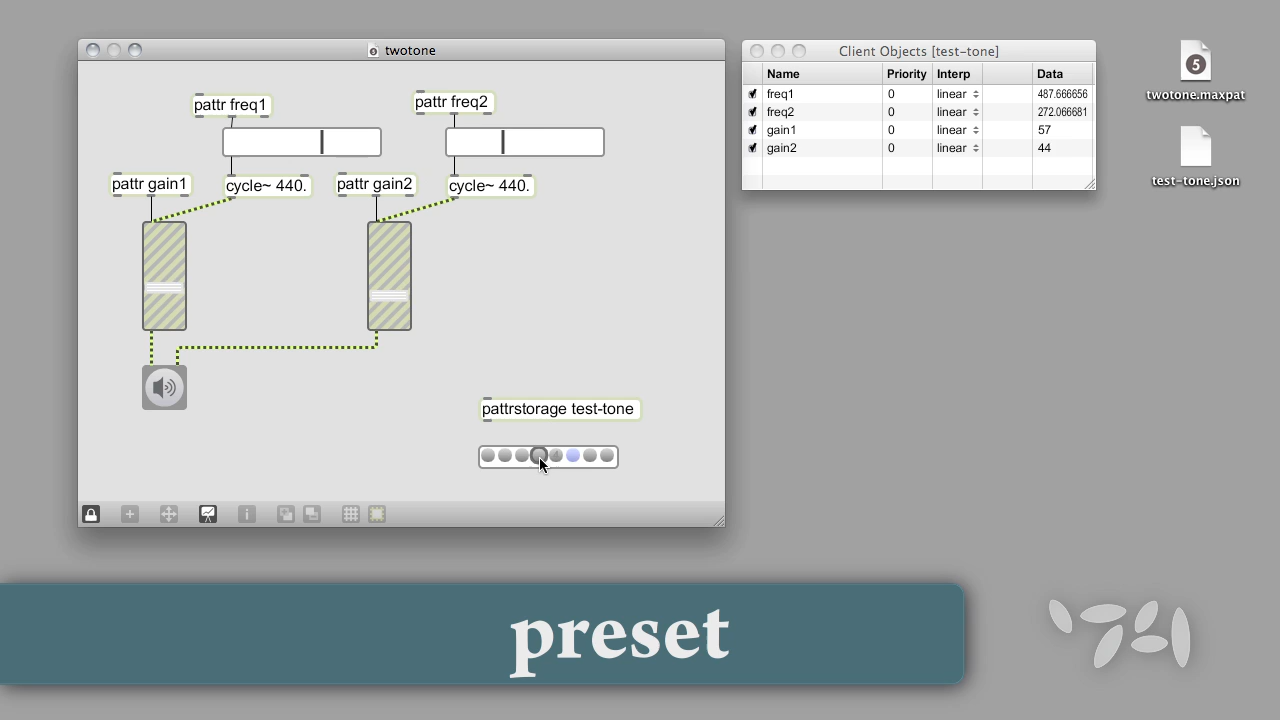 twotone
pattr freq1
pattr freq2
pattr gain1
cycle~ 440.
pattr gain2
cycle~ 440.
pattrstorage test-tone
Client Objects [test-tone]
Name Priority Interp Data
freq1 0 linear 487.666656
freq2 0 linear 272.066681
gain1 0 linear 57
gain2 0 linear 44
5
twotone.maxpat
test-tone.json
preset